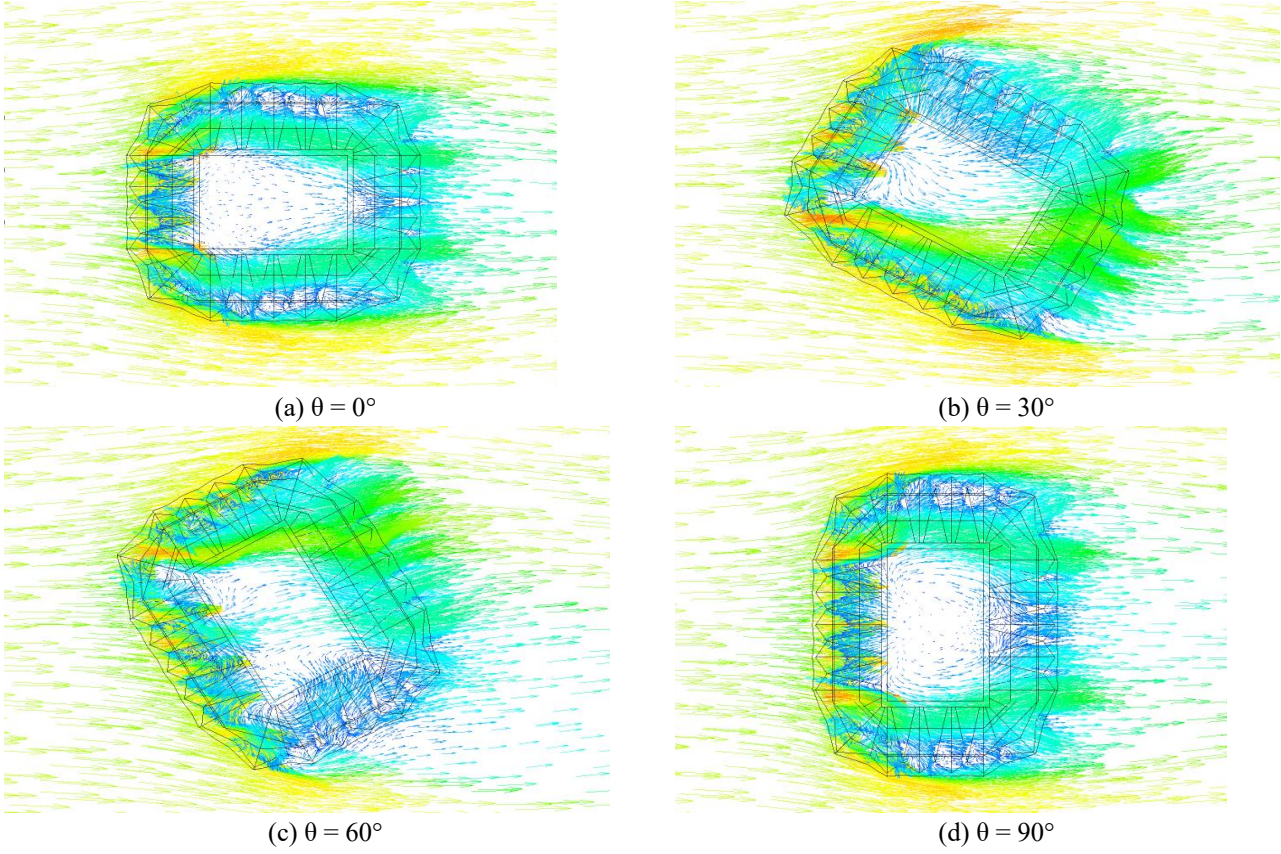 (a) θ = 0°
(b) θ = 30°
(c) θ = 60°
(d) θ = 90°